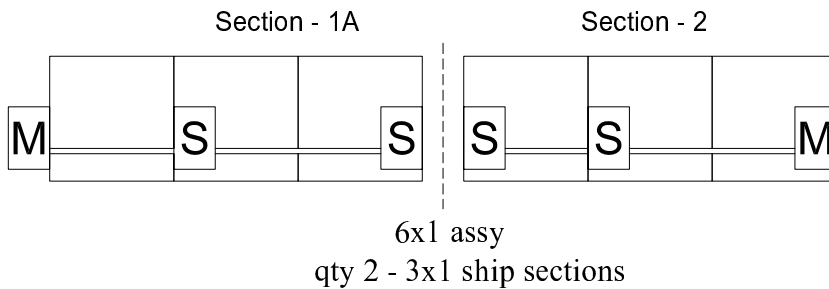 Section - 1A
Section - 2
M S S S S M
6x1 assy
qty 2 - 3x1 ship sections